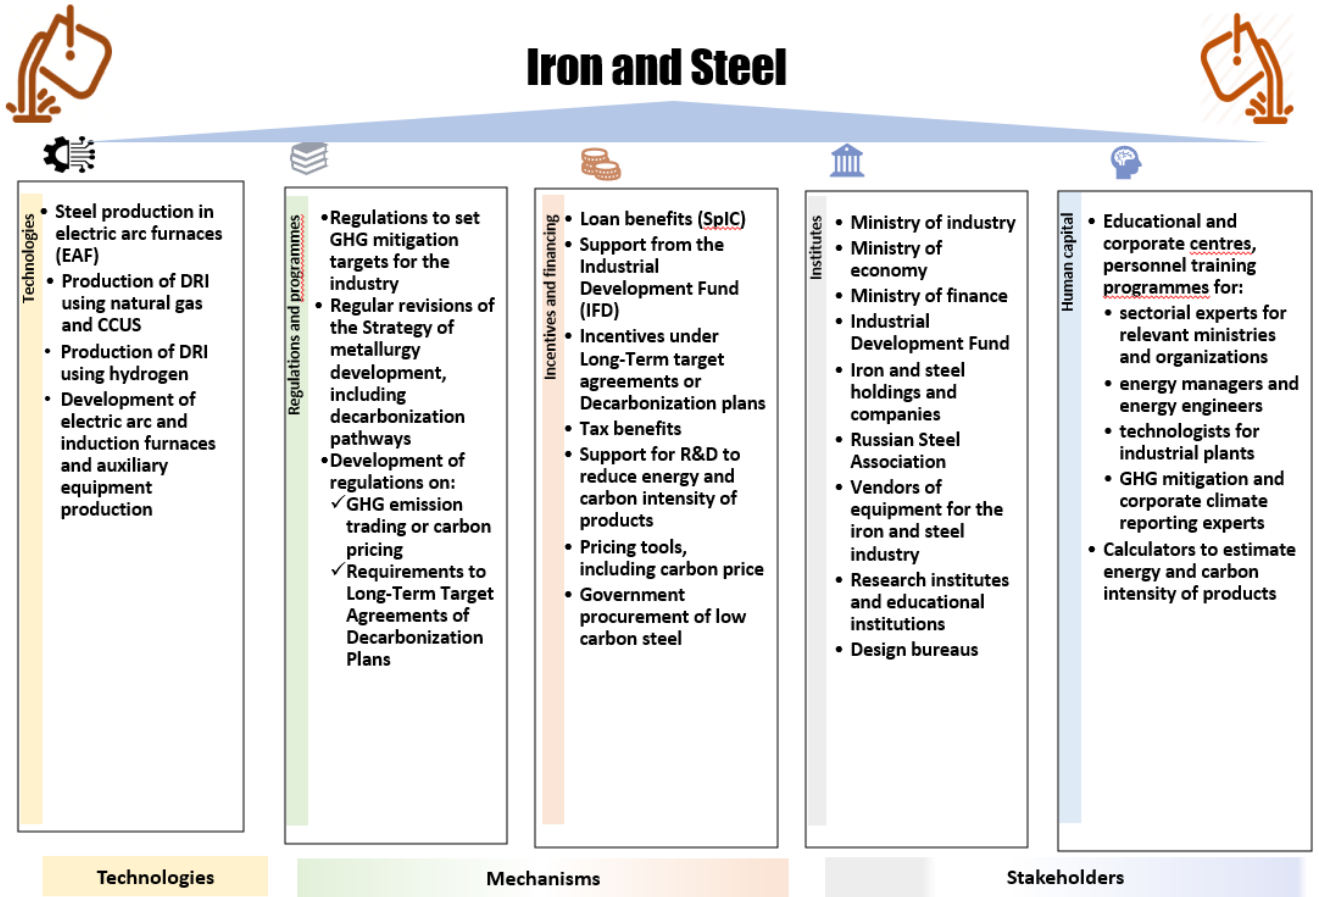 Iron and Steel
Technologies
• Steel production in
electric arc furnaces
(EAF)
• Production of DRI
using natural gas
and CCUS
• Production of DRI
using hydrogen
• Development of
electric arc and
induction furnaces
and auxiliary
equipment
production
Regulations and programmes
•Regulations to set
GHG mitigation
targets for the
industry
• Regular revisions of
the Strategy of
metallurgy
development,
including
decarbonization
pathways
•Development of
regulations on:
✓GHG emission
trading or carbon
pricing
✓Requirements to
Long-Term Target
Agreements of
Decarbonization
Plans
Incentives and financing
• Loan benefits (SpIC)
• Support from the
Industrial
Development Fund
(IFD)
• Incentives under
Long-Term target
agreements or
Decarbonization plans
• Tax benefits
• Support for R&D to
reduce energy and
carbon intensity of
products
• Pricing tools,
including carbon price
• Government
procurement of low
carbon steel
Institutes
• Ministry of industry
• Ministry of
economy
• Ministry of finance
• Industrial
Development Fund
• Iron and steel
holdings and
companies
• Russian Steel
Association
• Vendors of
equipment for the
iron and steel
industry
• Research institutes
and educational
institutions
• Design bureaus
Human capital
• Educational and
corporate centres,
personnel training
programmes for:
• sectorial experts for
relevant ministries
and organizations
• energy managers and
energy engineers
• technologists for
industrial plants
• GHG mitigation and
corporate climate
reporting experts
• Calculators to estimate
energy and carbon
intensity of products
Technologies
Mechanisms
Stakeholders